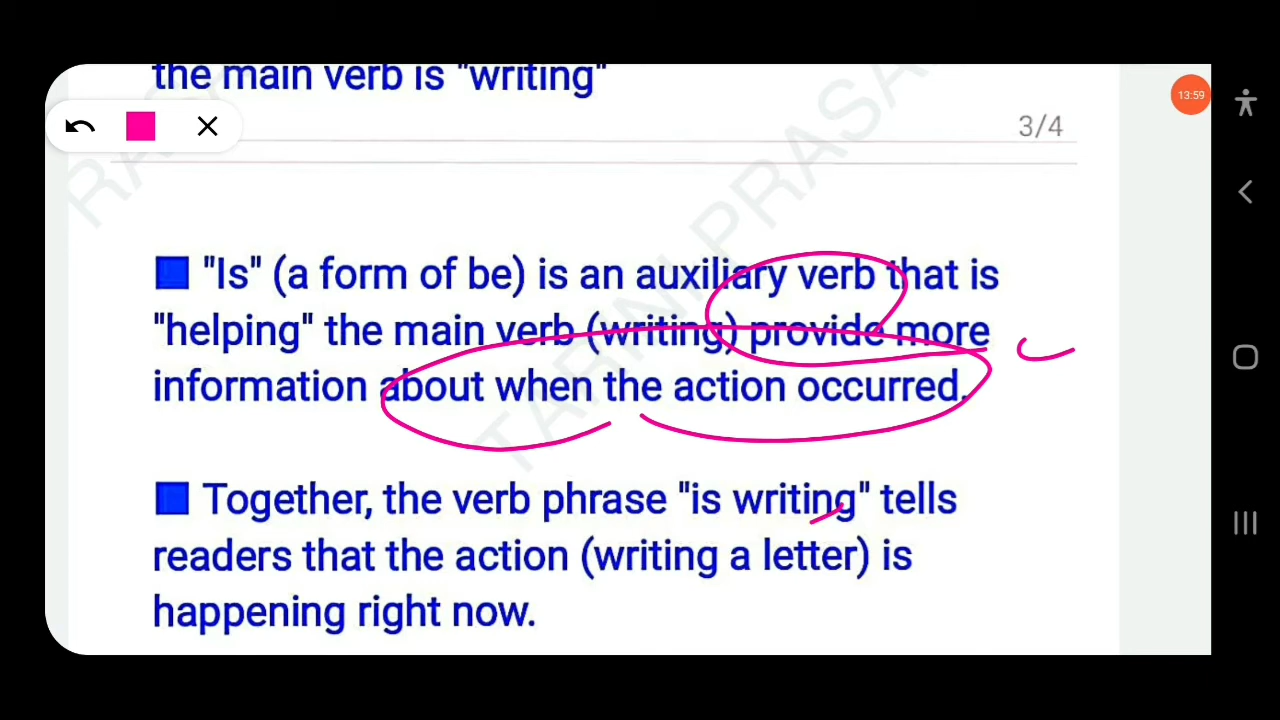 the main verb is "writing"
13:59
3/4
"Is" (a form of be) is an auxiliary verb that is
"helping" the main verb (writing) provide more
information about when the action occurred.
Together, the verb phrase "is writing" tells
readers that the action (writing a letter) is
happening right now.
TARINI PRASA